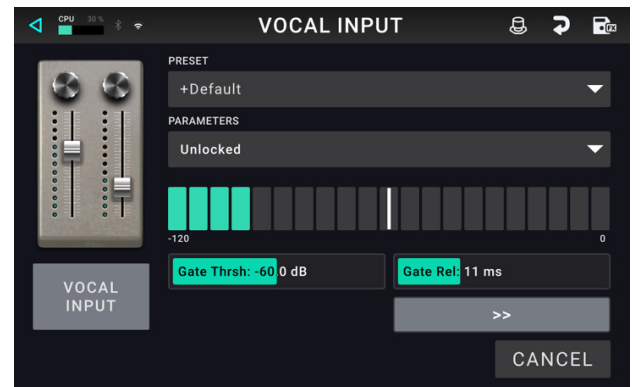 CPU 30 %
VOCAL INPUT
FX
PRESET
+Default
PARAMETERS
Unlocked
-120
0
Gate Thrsh: -60.0 dB
Gate Rel: 11 ms
VOCAL
INPUT
>>
CANCEL